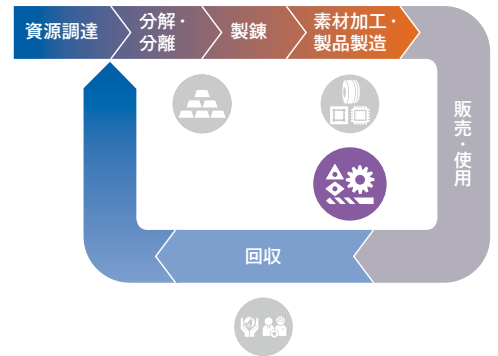 資源調達
分解・
分離
製錬
素材加工・
製品製造
販売・使用
回収